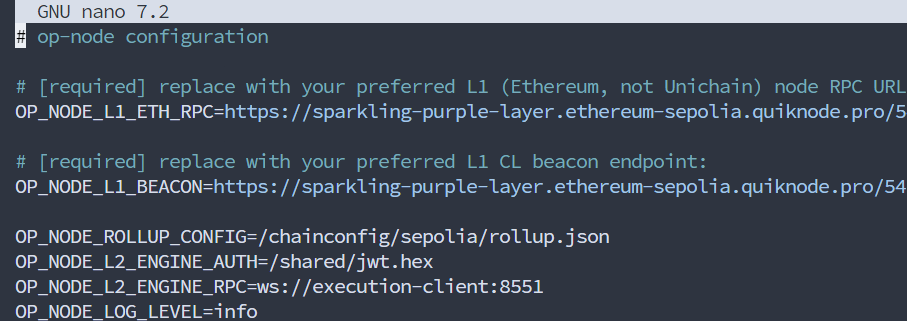 GNU nano 7.2
# op-node configuration
# [required] replace with your preferred L1 (Ethereum, not Unichain) node RPC URL
OP_NODE_L1_ETH_RPC=https://sparkling-purple-layer.ethereum-sepolia.quiknode.pro/5
# [required] replace with your preferred L1 CL beacon endpoint:
OP_NODE_L1_BEACON=https://sparkling-purple-layer.ethereum-sepolia.quiknode.pro/54
OP_NODE_ROLLUP_CONFIG=/chainconfig/sepolia/rollup.json
OP_NODE_L2_ENGINE_AUTH=/shared/jwt.hex
OP_NODE_L2_ENGINE_RPC=ws://execution-client:8551
OP_NODE_LOG_LEVEL=info